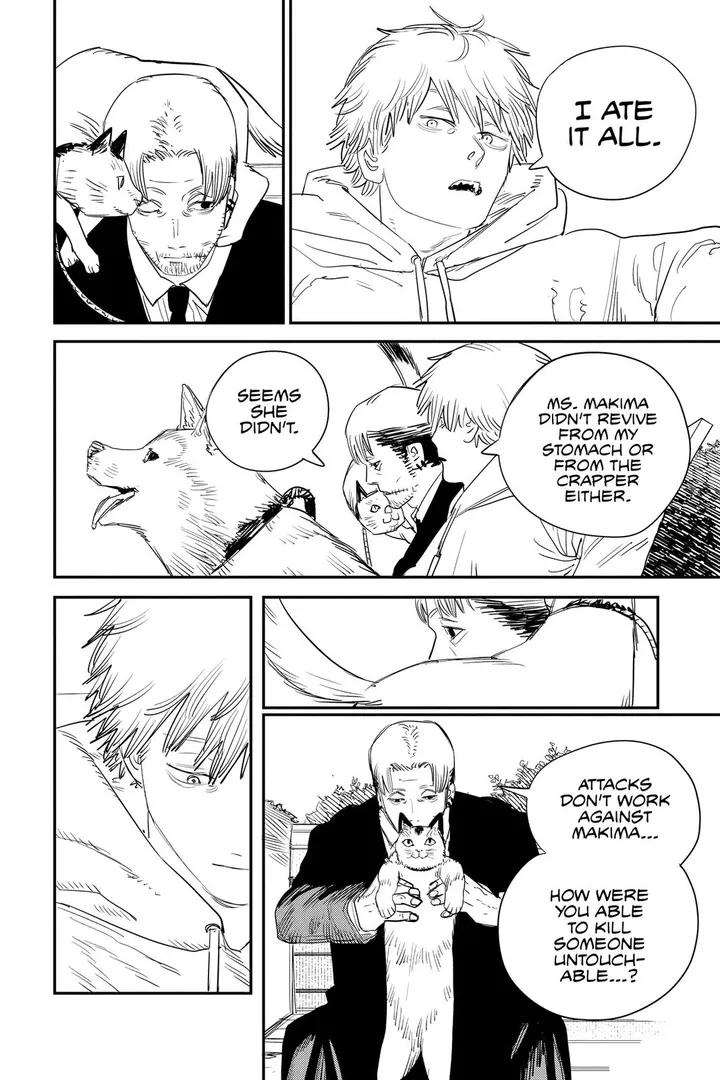 I ATE
IT ALL.
MS. MAKIMA
DIDN'T REVIVE
FROM MY
STOMACH OR
FROM THE
CRAPPER
EITHER.
SEEMS
SHE
DIDN'T.
ATTACKS
DON'T WORK
AGAINST
MAKIMA...
HOW WERE
YOU ABLE
TO KILL
SOMEONE
UNTOUCH-
ABLE...?